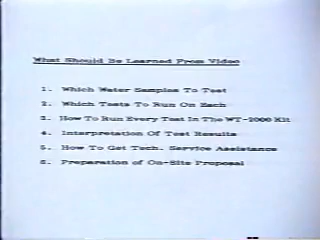 What Should Be Learned From Video
1. Which Water Samples To Test
2. Which Tests To Run On Each
3. How To Run Every Test In The WT-2000 Kit
4. Interpretation Of Test Results
5. How To Get Tech. Service Assistance
6. Preparation of On-Site Proposal